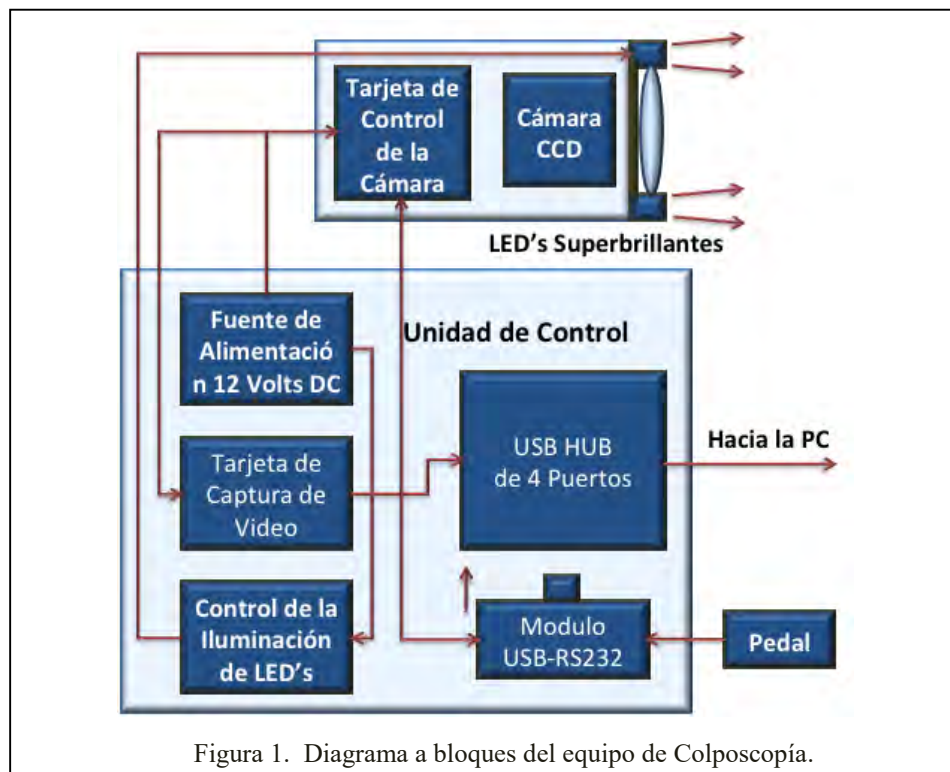 Tarjeta de
Control
de la
Cámara
Cámara
CCD
LED's Superbrillantes
Fuente de
Alimentació
n 12 Volts DC
Unidad de Control
USB HUB
de 4 Puertos
Hacia la PC
Tarjeta de
Captura de
Video
Control de la
Iluminación
de LED's
Modulo
USB-RS232
Pedal
Figura 1.  Diagrama a bloques del equipo de Colposcopía.